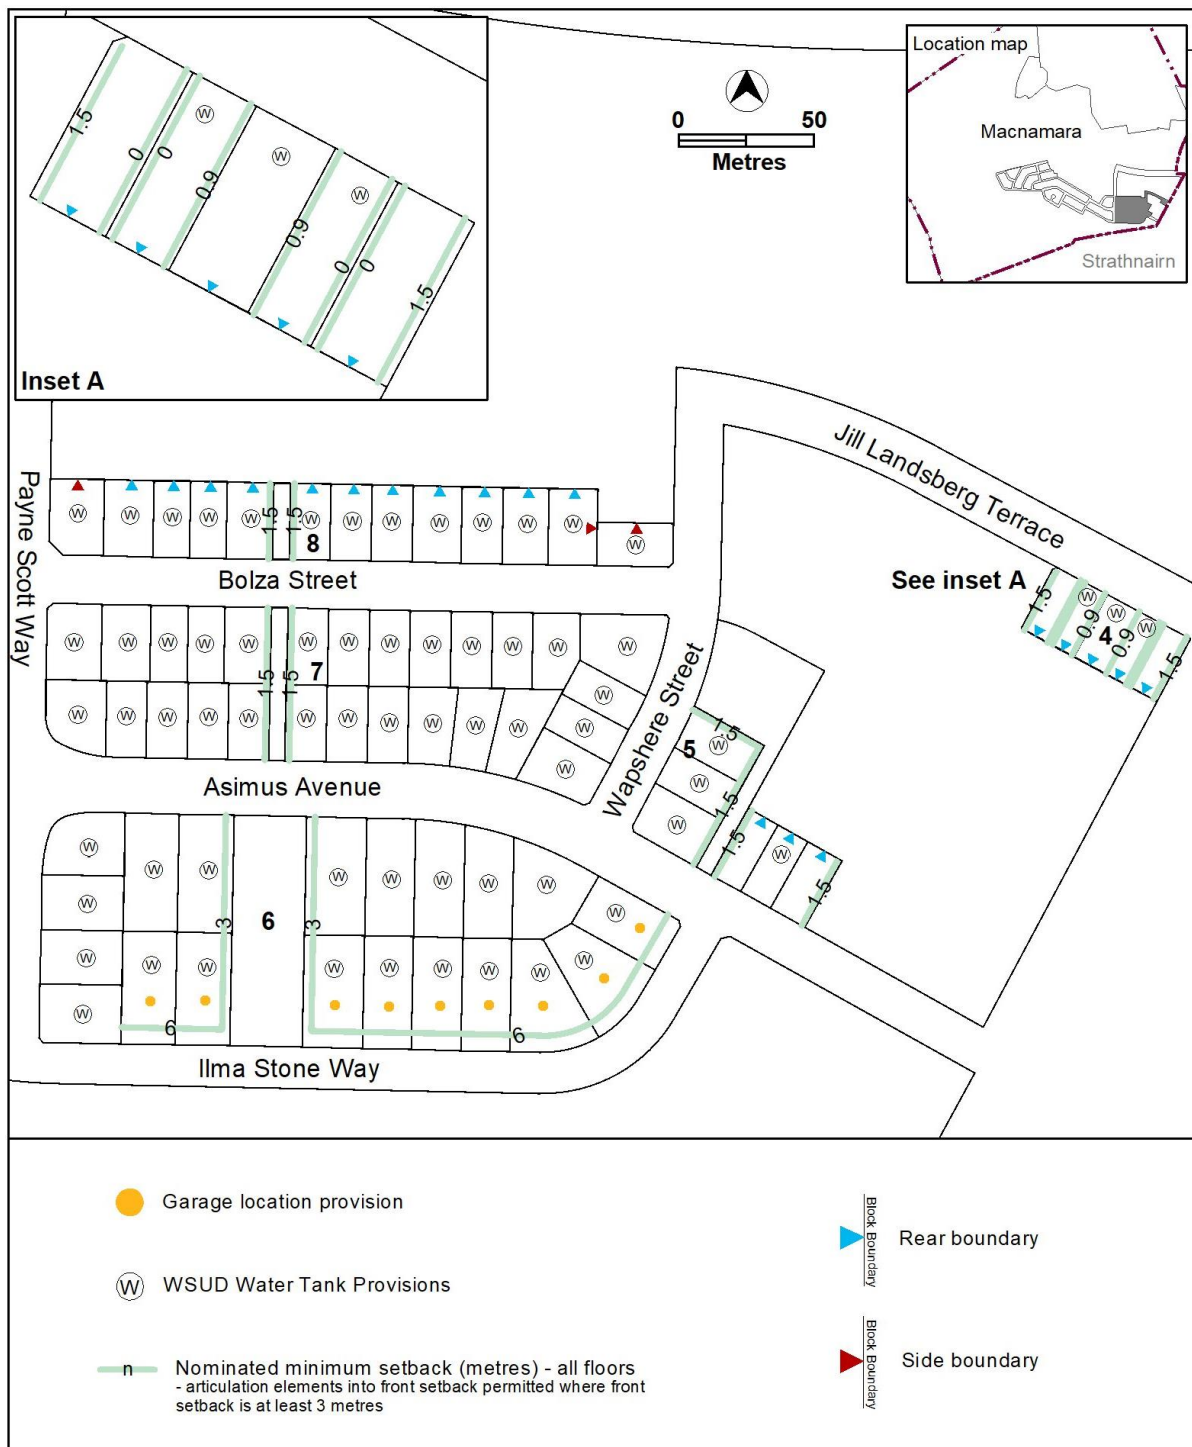 1.5
0
0
W
0.9
W
0.9
W
0
0
1.5
Inset A
0 50
Metres
Location map
Macnamara
Strathnairn
Jill Landsberg Terrace
See inset A
1.5
W
0.9
W
4
0.9
W
1.5
Payne Scott Way
W W W W W 1.5 1.5 W W W W W W W
8
W
Bolza Street
W W W W W W W W W W W W W
7
1.5 1.5
W
W W W W W W W W W W W
W
W
Asimus Avenue
Wapshere Street
1.5
5
W
W
1.5
W
1.5
W
1.5
W
W W W W W W W
W
3
6
3
W
W
W W W W W W W W
W
W
6
6
Ilma Stone Way
Garage location provision
W WSUD Water Tank Provisions
n Nominated minimum setback (metres) - all floors
- articulation elements into front setback permitted where front
setback is at least 3 metres
Block Boundary
Rear boundary
Block Boundary
Side boundary